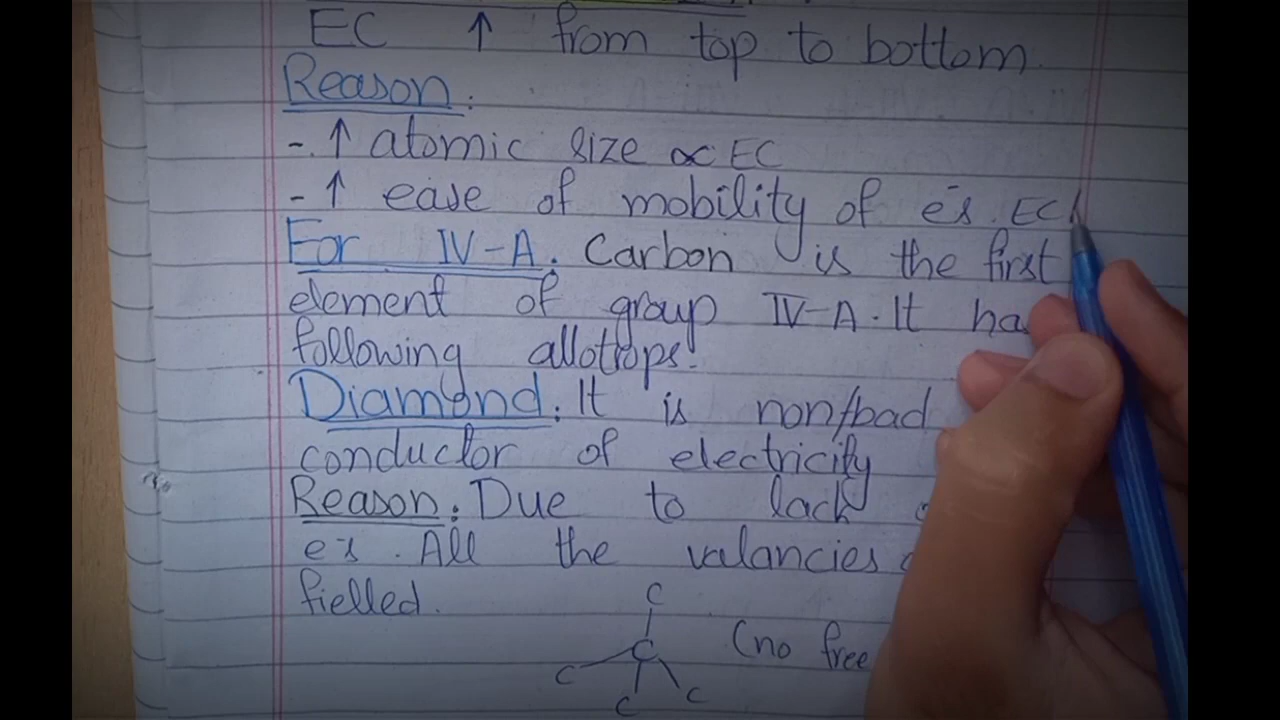 EC ↑ from top to bottom.
Reason:
- ↑ atomic size ∝ EC
- ↑ ease of mobility of e's. EC
For IV-A. Carbon is the first
element of group IV-A. It ha
following allotrops:
Diamond. It is non/bad
conductor of electricity
Reason: Due to lack
e's. All the valancies
fielled.
C
C (no free
C C
C